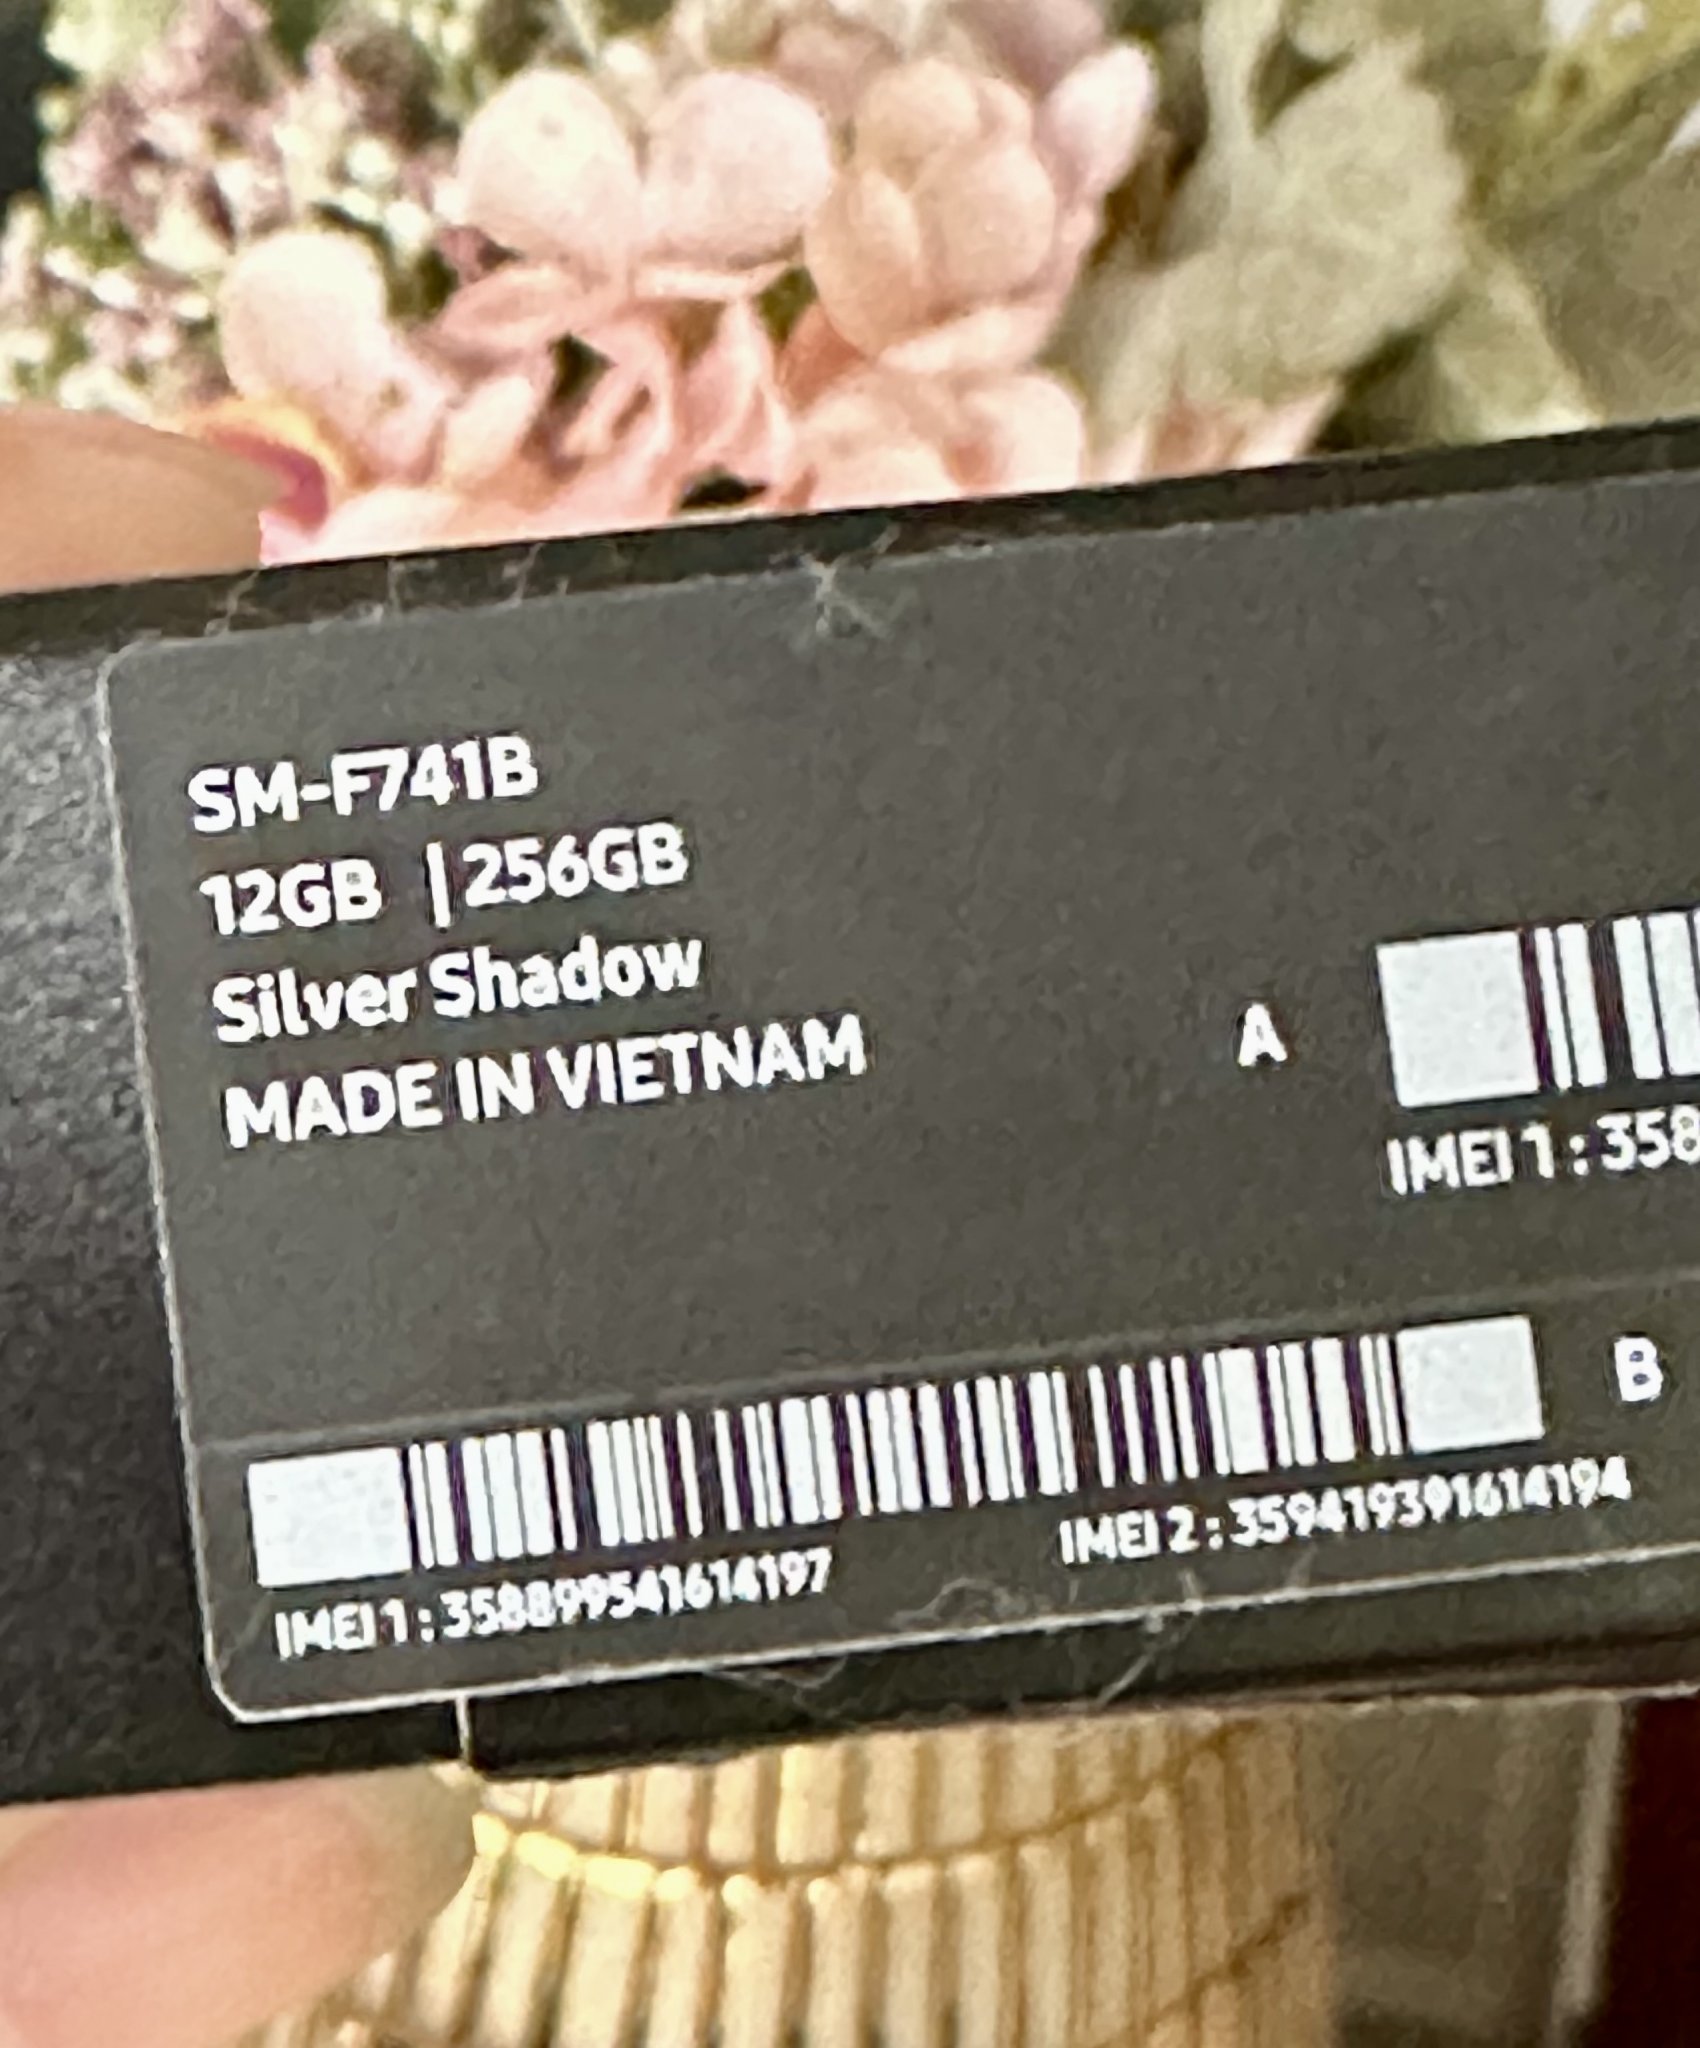 SM-F741B
12GB | 256GB
Silver Shadow
MADE IN VIETNAM
A
IMEI 1 : 358
B
IMEI 1 : 358899541614197
IMEI 2 : 359419391614194